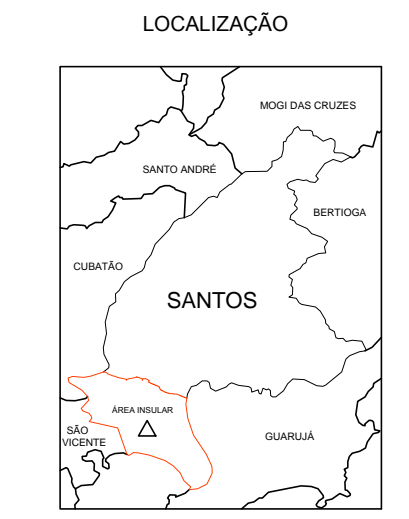 LOCALIZAÇÃO
MOGI DAS CRUZES
SANTO ANDRÉ
BERTIOGA
CUBATÃO
SANTOS
ÁREA INSULAR
SÃO
VICENTE
GUARUJÁ